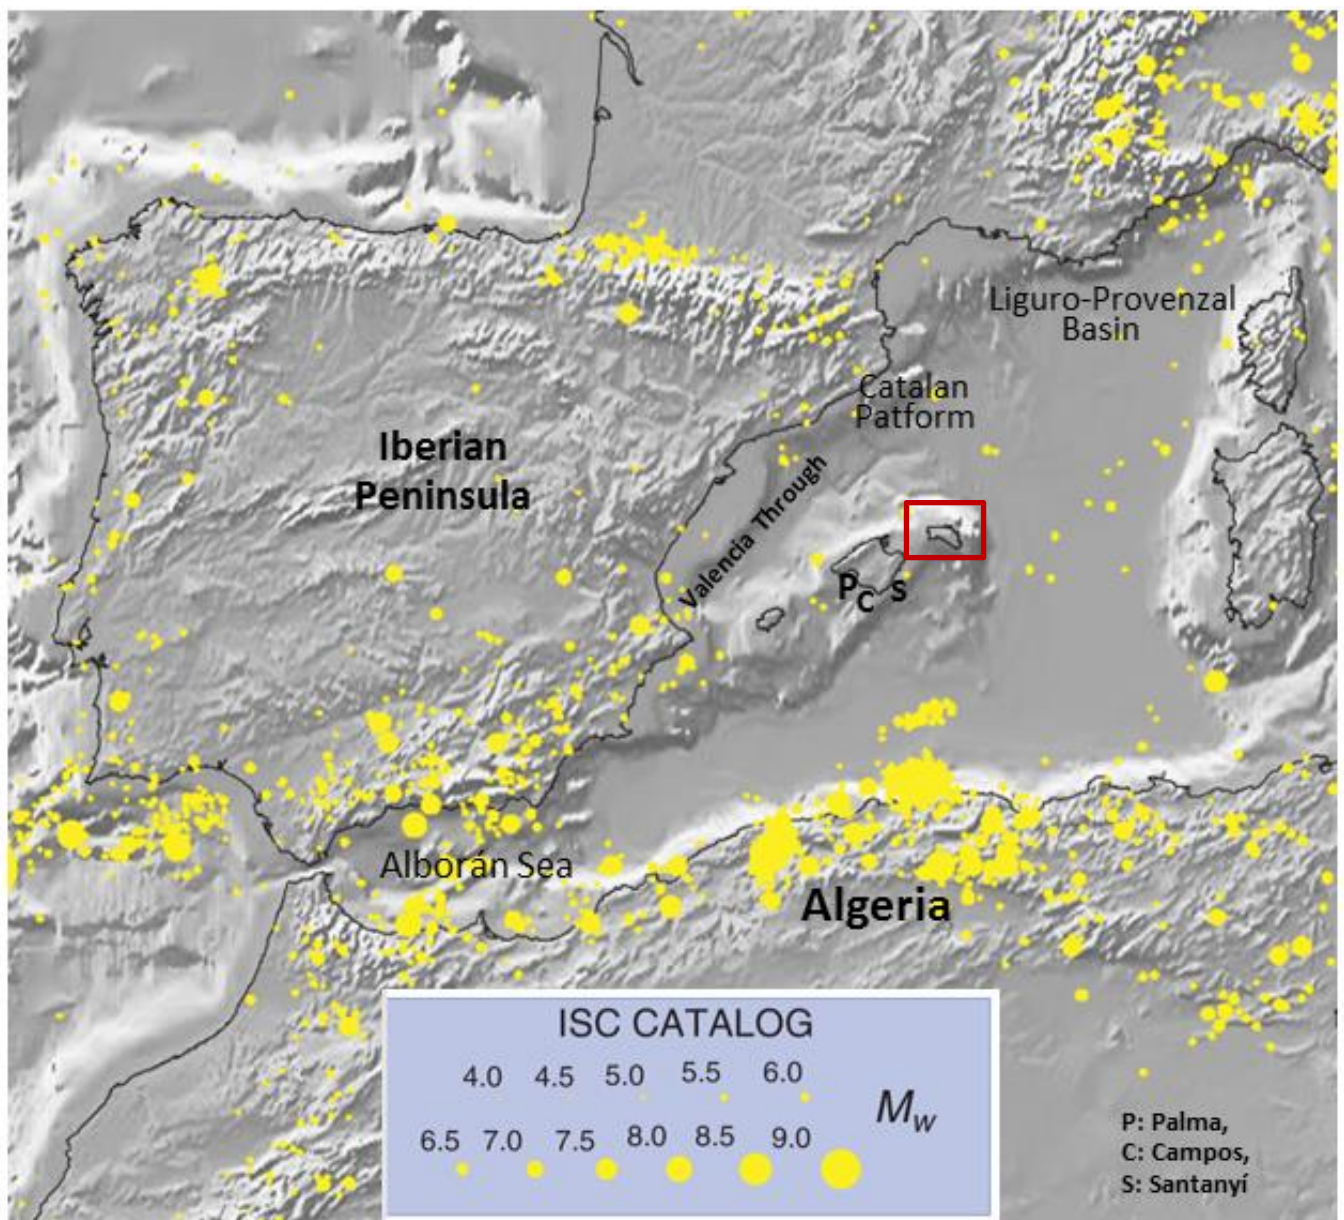 Liguro-Provenzal
Basin
Catalan
Patform
Iberian
Peninsula
Valencia Through
P C S
Alborán Sea
Algeria
ISC CATALOG
4.0 4.5 5.0 5.5 6.0
Mw
6.5 7.0 7.5 8.0 8.5 9.0
P: Palma,
C: Campos,
S: Santanyí